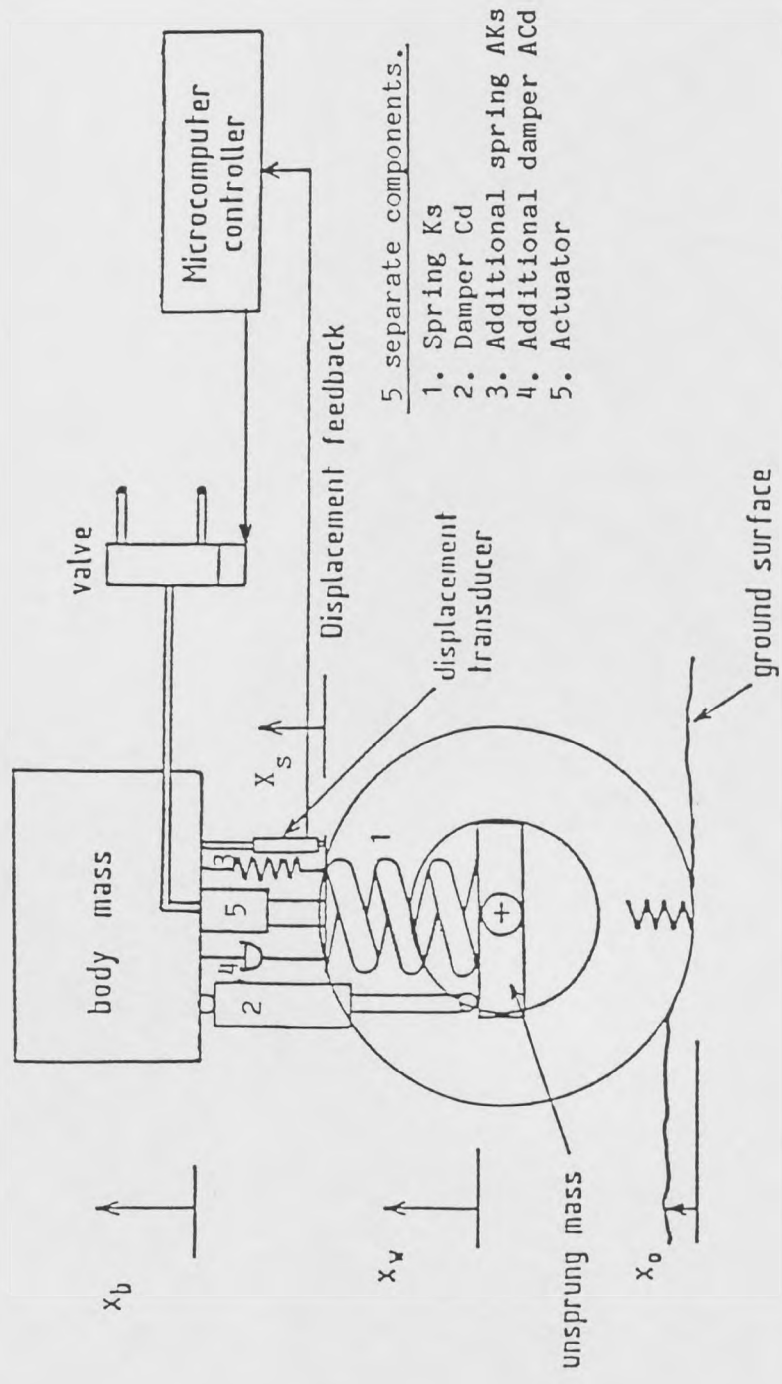 Microcomputer
controller
valve
body mass
X_s
Displacement feedback
displacement
transducer
3
5
4
2
1
+
5 separate components.
1. Spring Ks
2. Damper Cd
3. Additional spring AKs
4. Additional damper ACd
5. Actuator
X_b
X_w
unsprung mass
X_o
ground surface